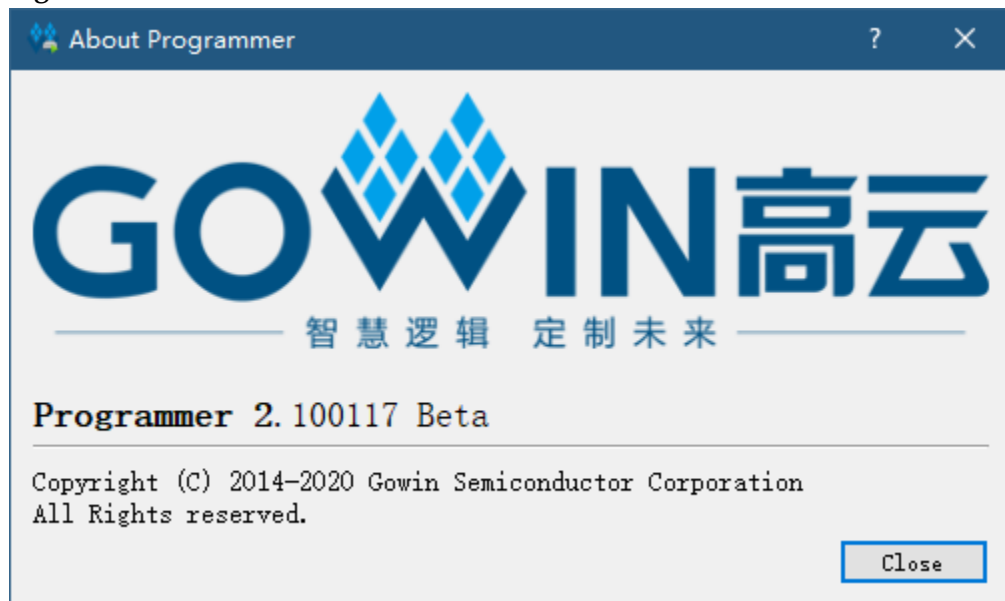 About Programmer
GOWIN高云
智慧逻辑 定制未来
Programmer 2.100117 Beta
Copyright (C) 2014-2020 Gowin Semiconductor Corporation
All Rights reserved.
Close